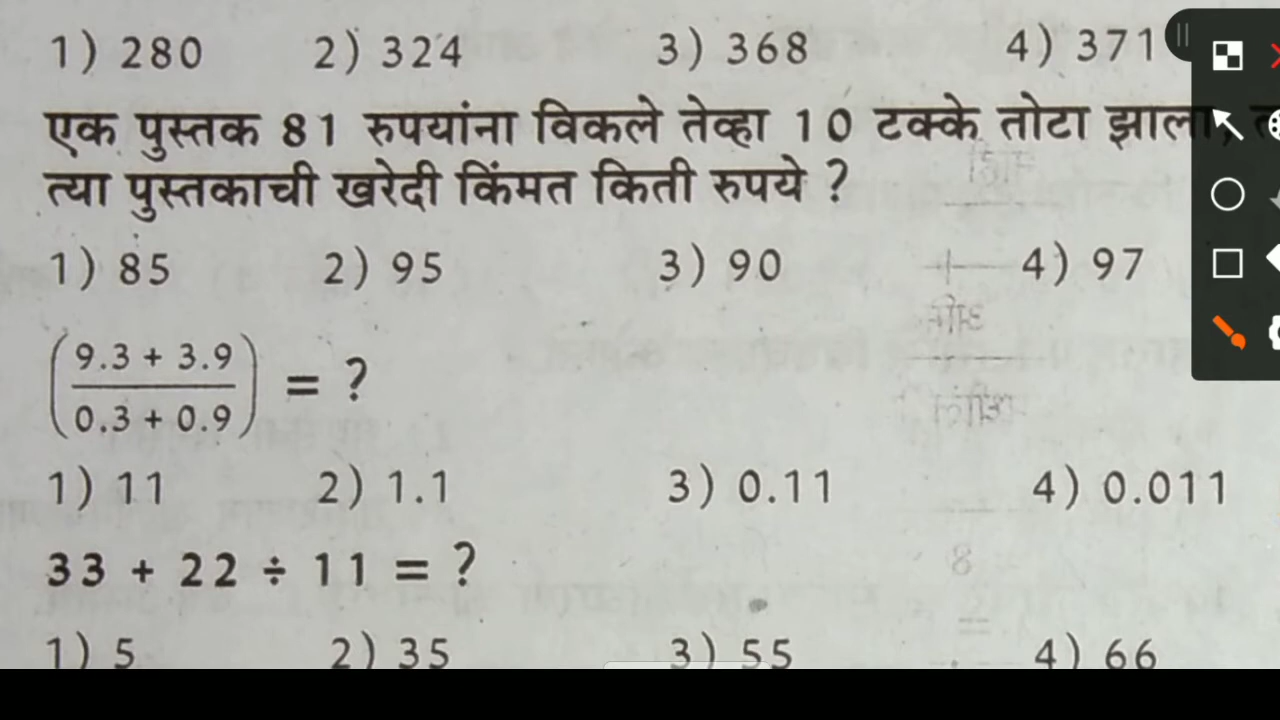 1) 280 2) 324 3) 368 4) 371
एक पुस्तक 81 रुपयांना विकले तेव्हा 10 टक्के तोटा झाला,
त्या पुस्तकाची खरेदी किंमत किती रुपये ?
1) 85 2) 95 3) 90 4) 97
(9.3 + 3.9 / 0.3 + 0.9) = ?
1) 11 2) 1.1 3) 0.11 4) 0.011
33 + 22 ÷ 11 = ?
1) 5 2) 35 3) 55 4) 66